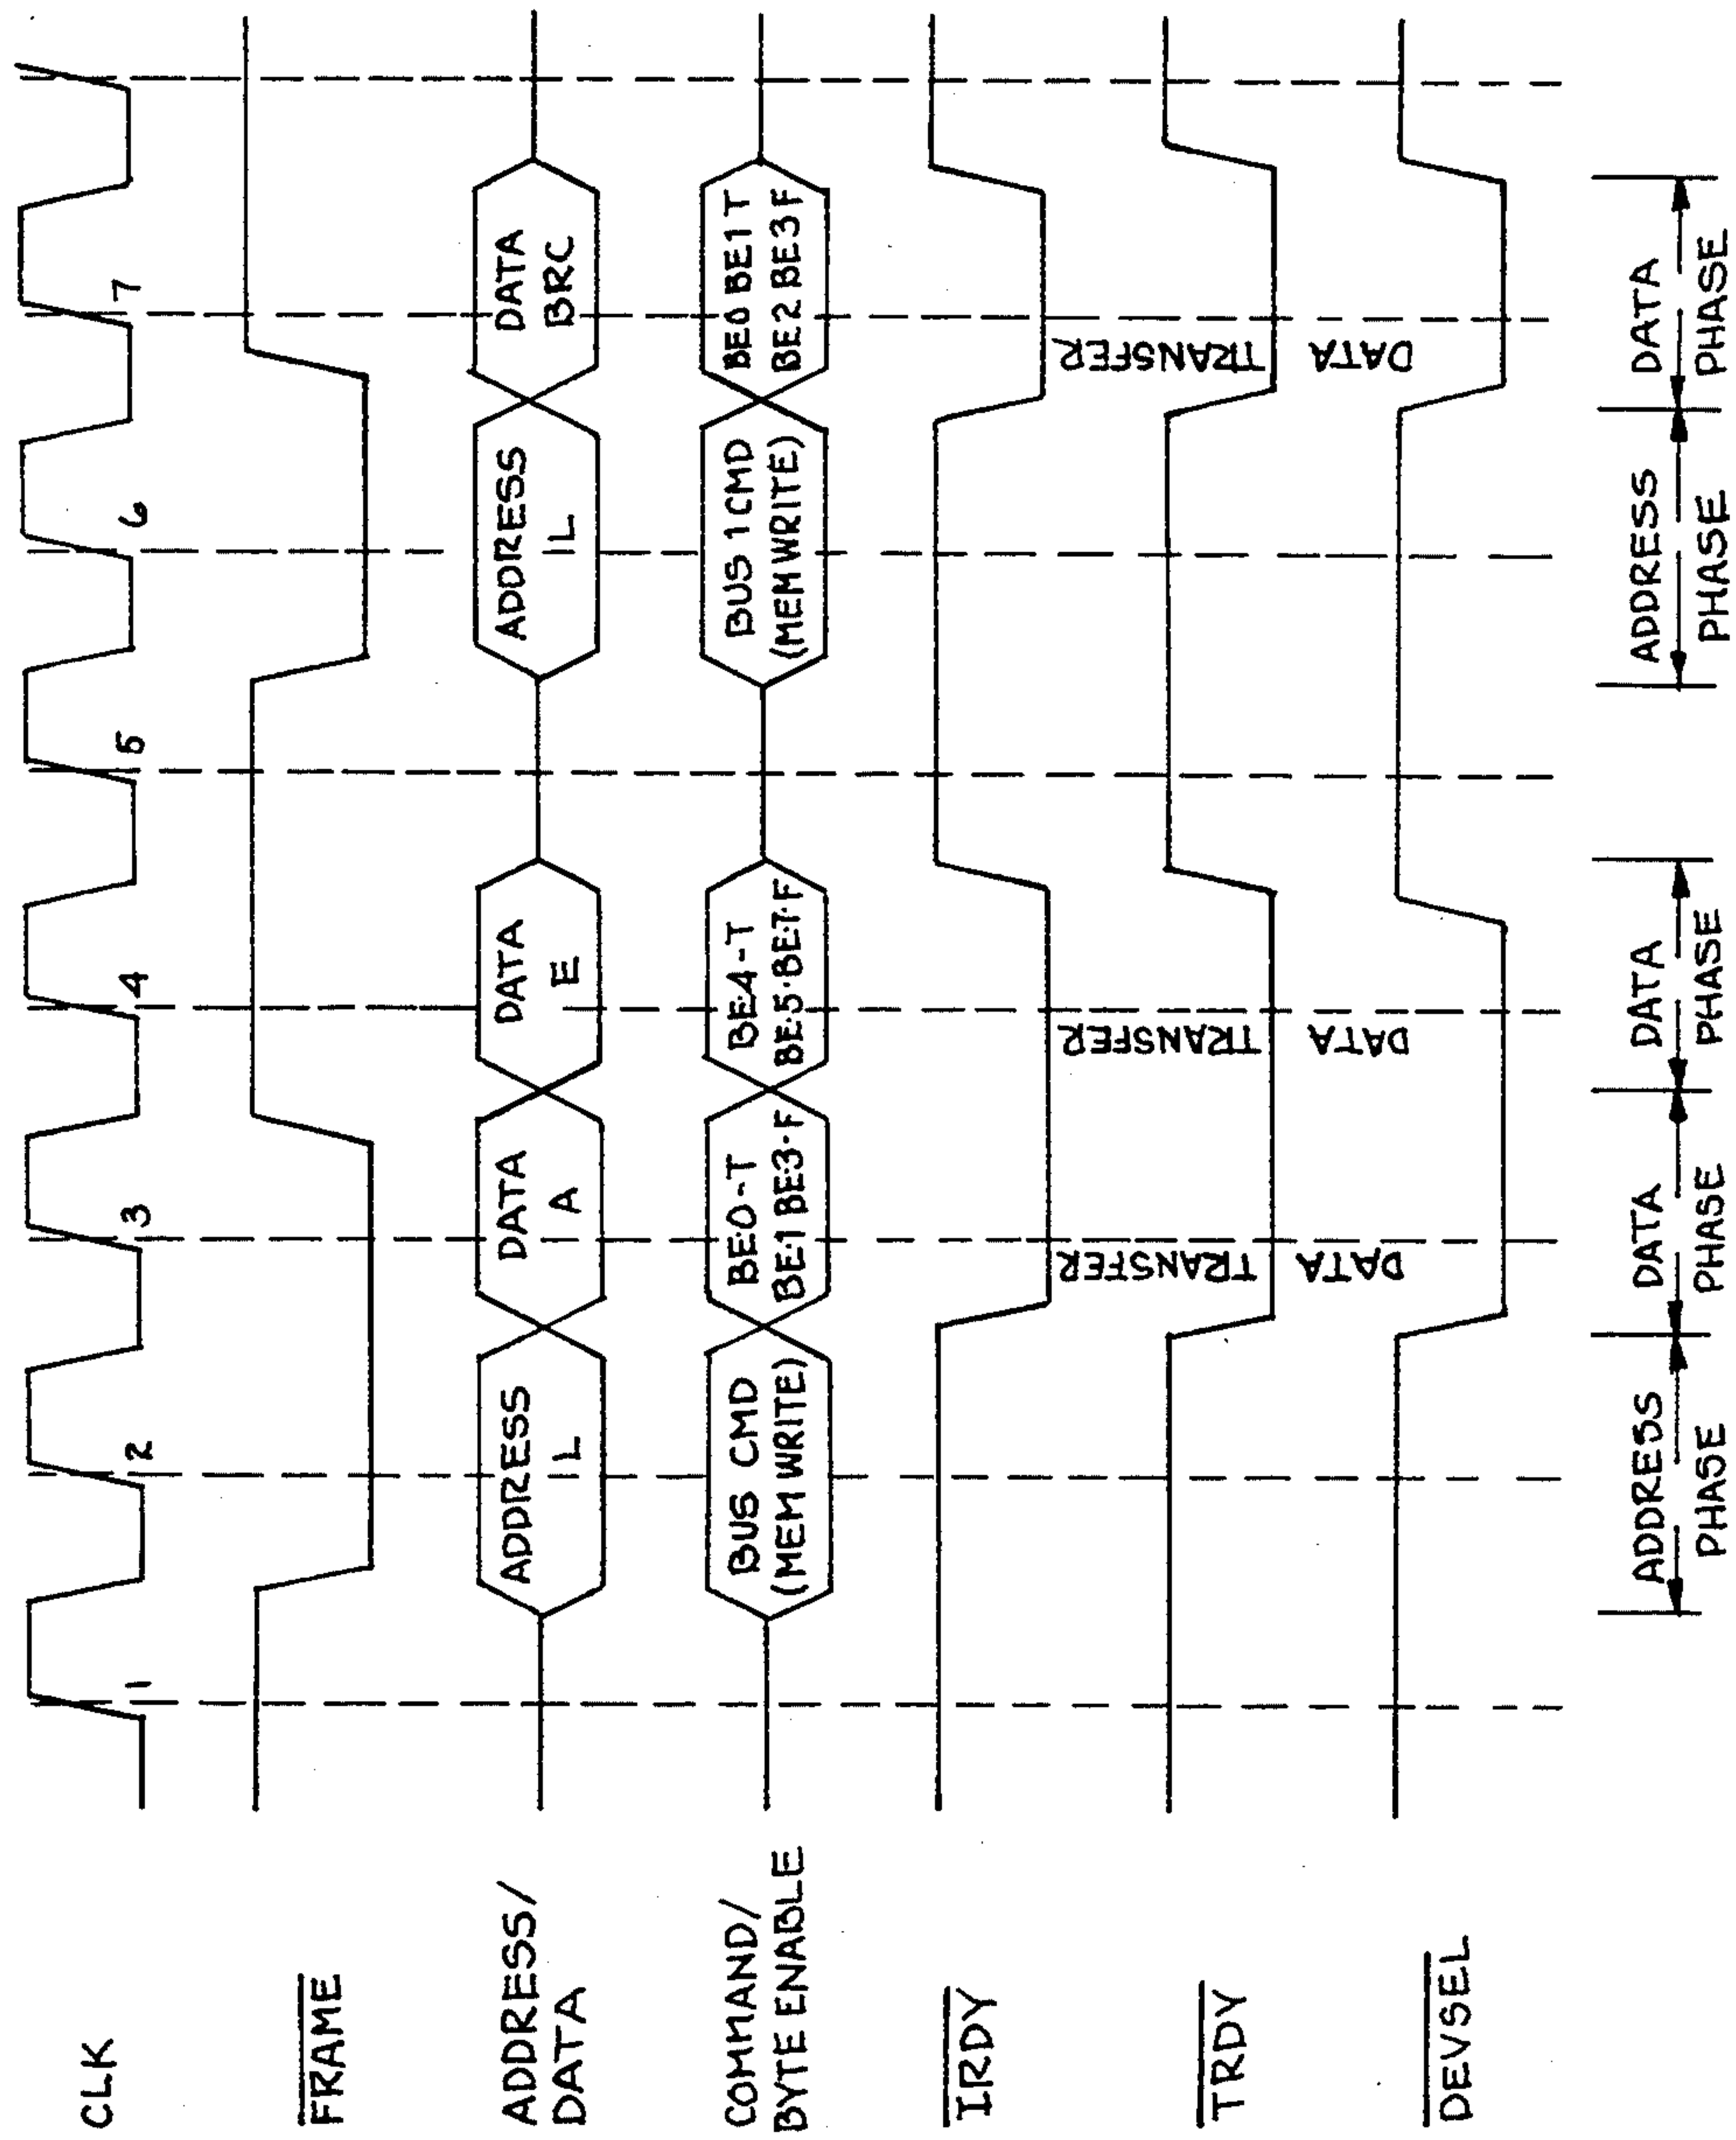 CLK
1
2
3
4
5
6
7
FRAME
ADDRESS/
DATA
ADDRESS
L
DATA
A
DATA
E
ADDRESS
IL
DATA
BRC
COMMAND/
BYTE ENABLE
BUS CMD
(MEM WRITE)
BE0-T
BE1 BE3-F
BE4-T
BE5-BE7-F
BUS 1 CMD
(MEM WRITE)
BE0 BE1 T
BE2 BE3 F
IRDY
TRDY
DEVSEL
DATA
TRANSFER
DATA
TRANSFER
DATA
TRANSFER
ADDRESS
PHASE
DATA
PHASE
DATA
PHASE
ADDRESS
PHASE
DATA
PHASE